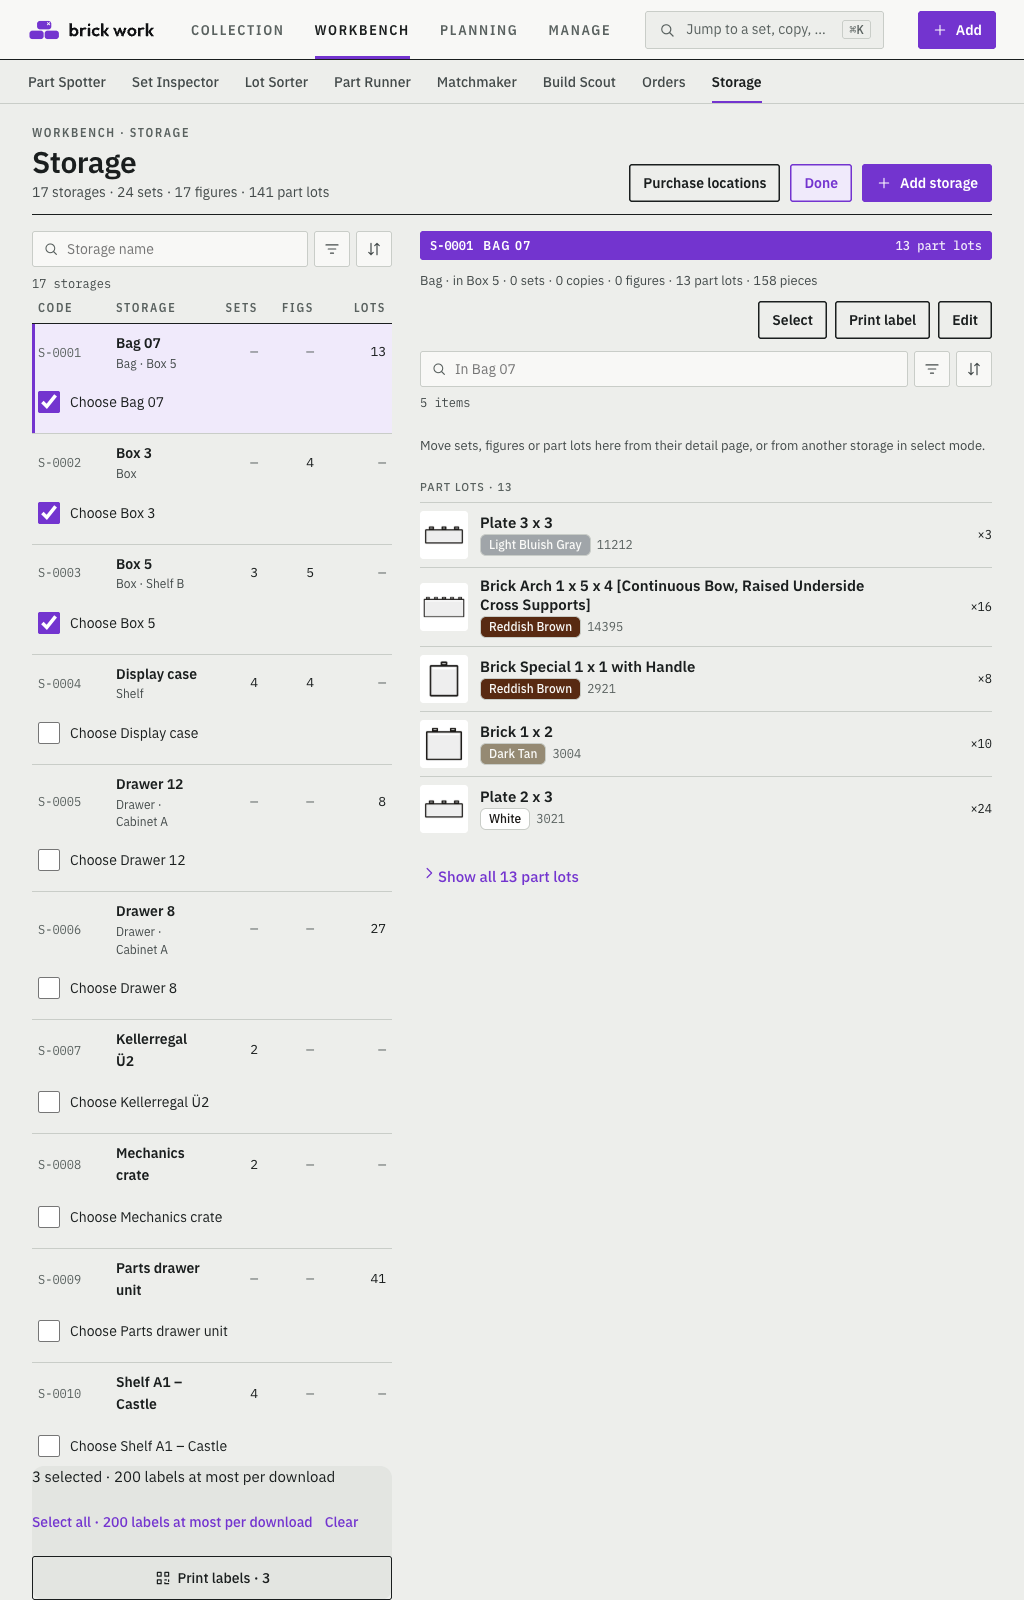 brick work
COLLECTION
WORKBENCH
PLANNING
MANAGE
Jump to a set, copy, ...
⌘K
Add
Part Spotter
Set Inspector
Lot Sorter
Part Runner
Matchmaker
Build Scout
Orders
Storage
WORKBENCH · STORAGE
Storage
17 storages · 24 sets · 17 figures · 141 part lots
Purchase locations
Done
Add storage
Storage name
17 storages
CODE STORAGE SETS FIGS LOTS
S-0001 Bag 07 – – 13
Bag · Box 5
Choose Bag 07
S-0002 Box 3 – 4 –
Box
Choose Box 3
S-0003 Box 5 3 5 –
Box · Shelf B
Choose Box 5
S-0004 Display case 4 4 –
Shelf
Choose Display case
S-0005 Drawer 12 – – 8
Drawer ·
Cabinet A
Choose Drawer 12
S-0006 Drawer 8 – – 27
Drawer ·
Cabinet A
Choose Drawer 8
S-0007 Kellerregal 2 – –
Ü2
Choose Kellerregal Ü2
S-0008 Mechanics 2 – –
crate
Choose Mechanics crate
S-0009 Parts drawer – – 41
unit
Choose Parts drawer unit
S-0010 Shelf A1 – 4 – –
Castle
Choose Shelf A1 – Castle
3 selected · 200 labels at most per download
Select all · 200 labels at most per download Clear
Print labels · 3
S-0001 BAG 07 13 part lots
Bag · in Box 5 · 0 sets · 0 copies · 0 figures · 13 part lots · 158 pieces
Select
Print label
Edit
In Bag 07
5 items
Move sets, figures or part lots here from their detail page, or from another storage in select mode.
PART LOTS · 13
Plate 3 x 3
Light Bluish Gray 11212
×3
Brick Arch 1 x 5 x 4 [Continuous Bow, Raised Underside
Cross Supports]
Reddish Brown 14395
×16
Brick Special 1 x 1 with Handle
Reddish Brown 2921
×8
Brick 1 x 2
Dark Tan 3004
×10
Plate 2 x 3
White 3021
×24
Show all 13 part lots